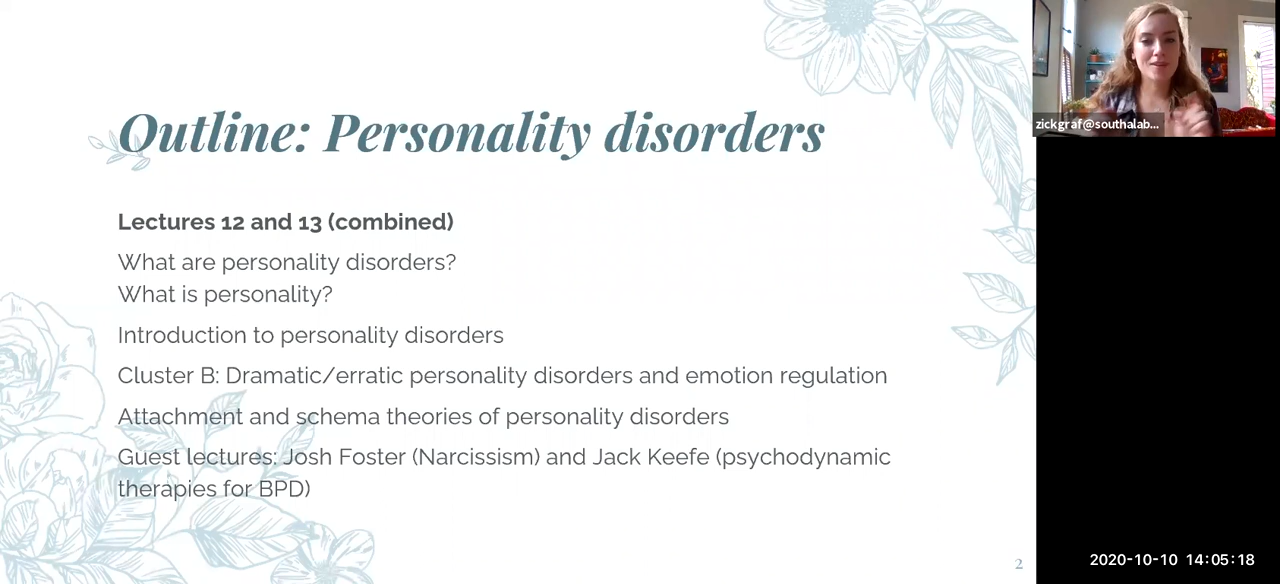 Outline: Personality disorders
zickgraf@southalab...
Lectures 12 and 13 (combined)
What are personality disorders?
What is personality?
Introduction to personality disorders
Cluster B: Dramatic/erratic personality disorders and emotion regulation
Attachment and schema theories of personality disorders
Guest lectures: Josh Foster (Narcissism) and Jack Keefe (psychodynamic
therapies for BPD)
2
2020-10-10 14:05:18